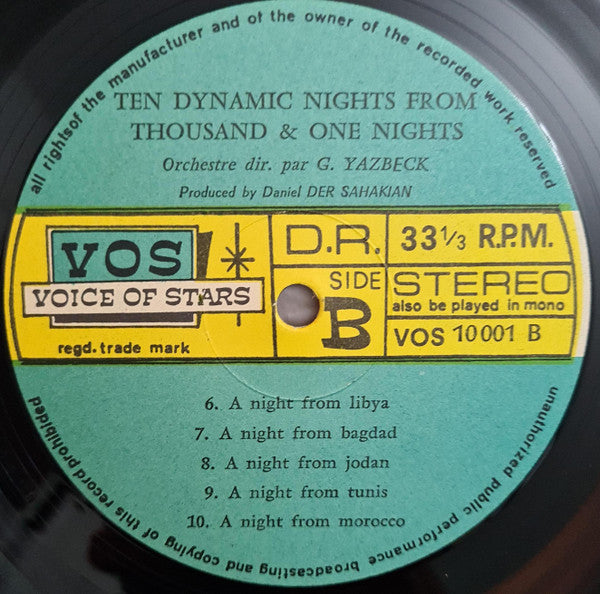 all rightsof the manufacturer and of the owner of the recorded work reserved
TEN DYNAMIC NIGHTS FROM
THOUSAND & ONE NIGHTS
Orchestre dir. par G. YAZBECK
Produced by Daniel DER SAHAKIAN
VOS
VOICE OF STARS
regd. trade mark
D.R.
33 1/3 R.P.M.
SIDE
B
STEREO
also be played in mono
VOS 10001 B
6. A night from libya
7. A night from bagdad
8. A night from jodan
9. A night from tunis
10. A night from morocco
unauthorized public performance broadcasting and copying of this record prohibited